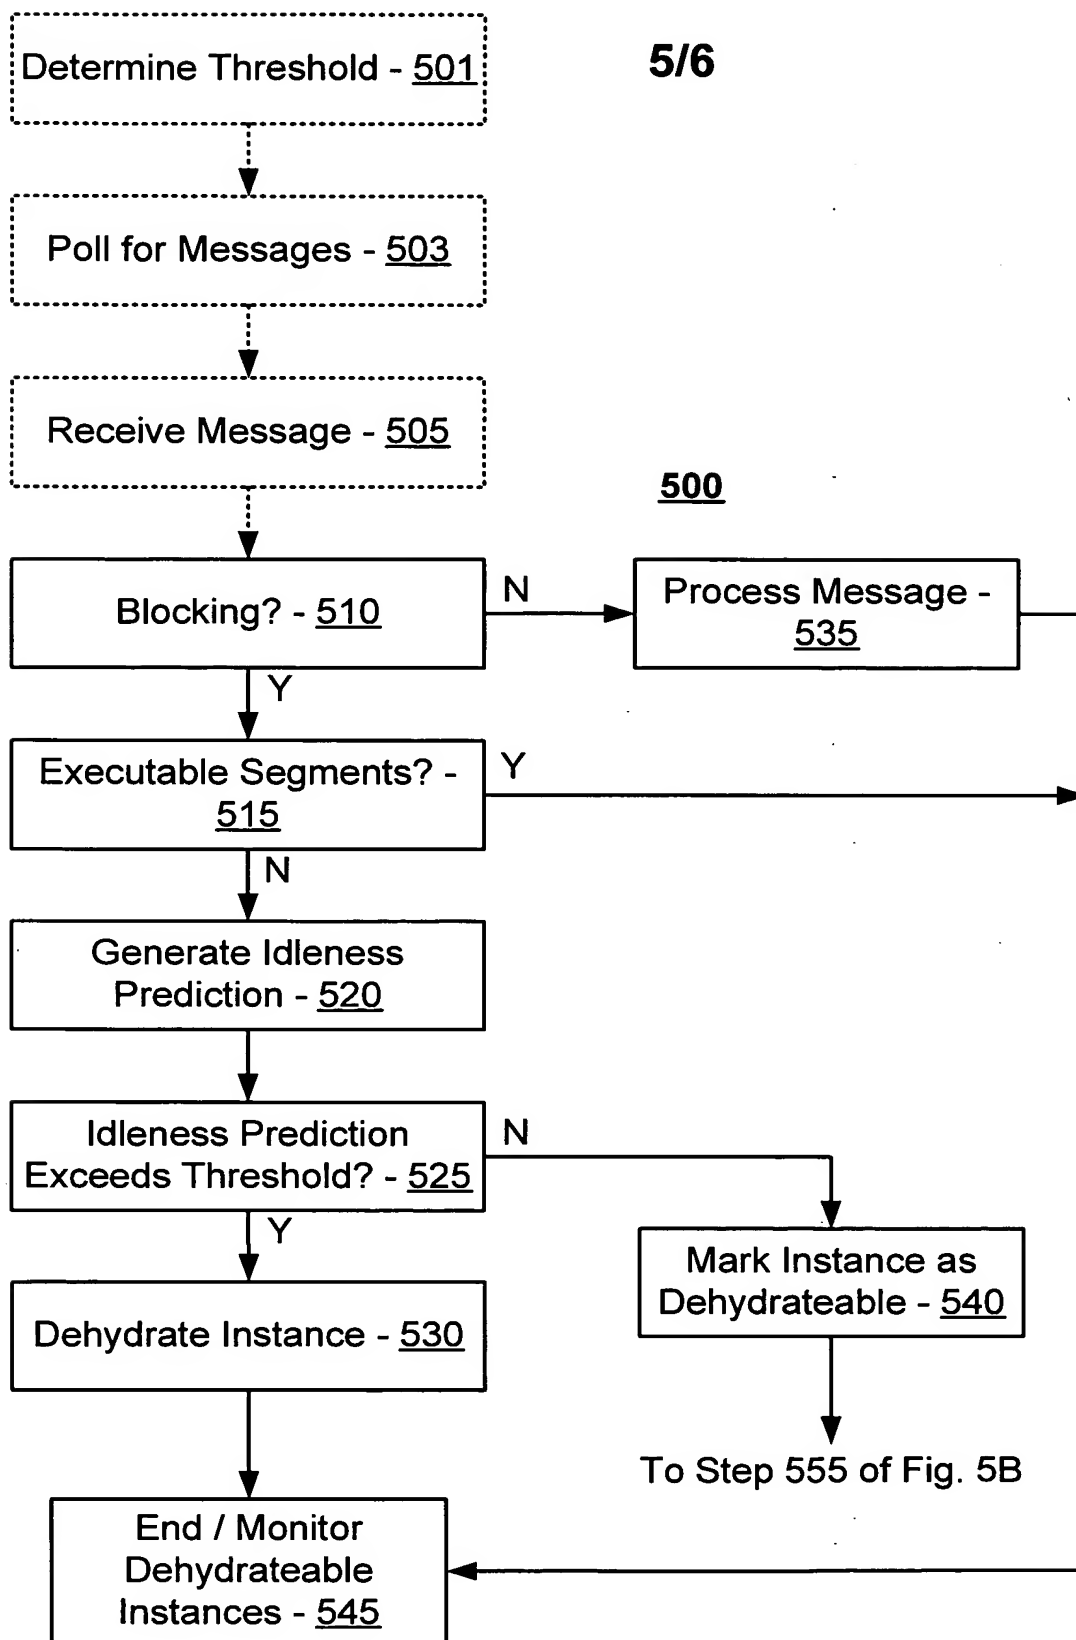 Determine Threshold - 501
5/6
Poll for Messages - 503
Receive Message - 505
500
Blocking? - 510
N
Process Message -
535
Y
Executable Segments? -
515
Y
N
Generate Idleness
Prediction - 520
Idleness Prediction
Exceeds Threshold? - 525
N
Y
Mark Instance as
Dehydrateable - 540
Dehydrate Instance - 530
To Step 555 of Fig. 5B
End / Monitor
Dehydrateable
Instances - 545